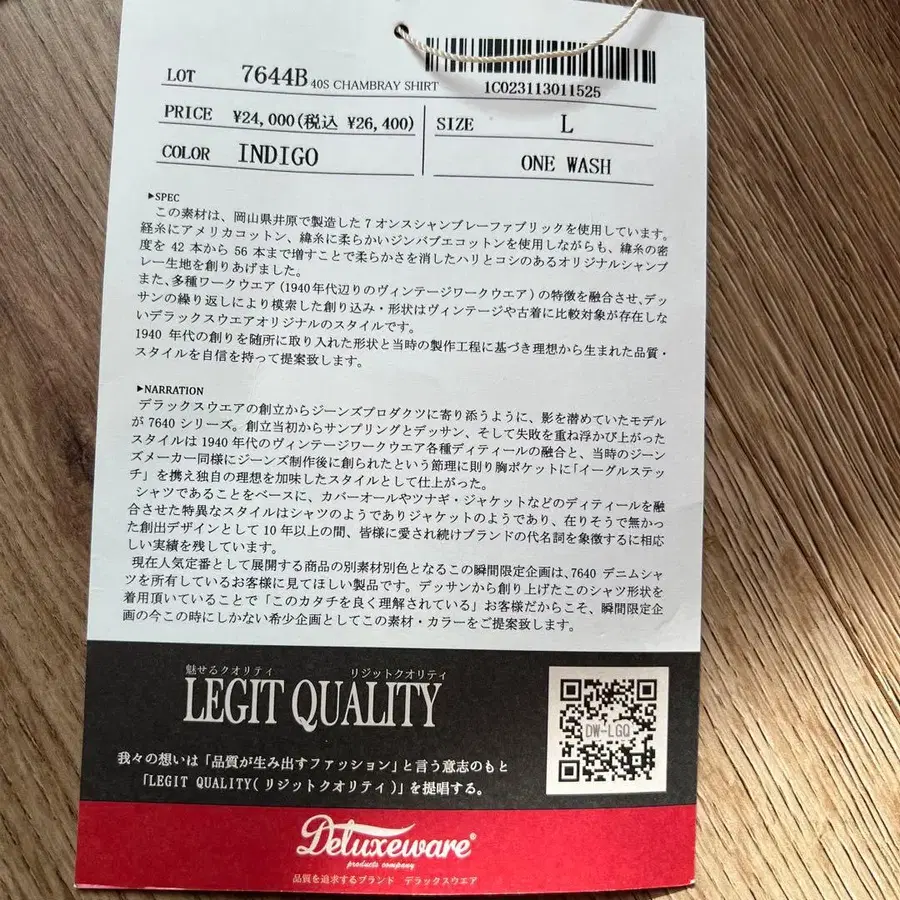 LOT 7644B 40S CHAMBRAY SHIRT
1C023113011525
PRICE ¥24,000(税込 ¥26,400)
SIZE L
COLOR INDIGO
ONE WASH
▶SPEC
この素材は、岡山県井原で製造した7オンスシャンブレーファブリックを使用しています。
経糸にアメリカコットン、緯糸に柔らかいジンバブエコットンを使用しながらも、緯糸の密
度を 42 本から 56 本まで増すことで柔らかさを消したハリとコシのあるオリジナルシャンブ
レー生地を創りあげました。
また、多種ワークウエア(1940年代辺りのヴィンテージワークウエア)の特徴を融合させ、デッ
サンの繰り返しにより模索した創り込み・形状はヴィンテージや古着に比較対象が存在しな
いデラックスウエアオリジナルのスタイルです。
1940 年代の創りを随所に取り入れた形状と当時の製作工程に基づき理想から生まれた品質・
スタイルを自信を持って提案致します。
▶NARRATION
デラックスウエアの創立からジーンズプロダクツに寄り添うように、影を潜めていたモデル
が 7640 シリーズ。創立当初からサンプリングとデッサン、そして失敗を重ね浮かび上がった
スタイルは 1940 年代のヴィンテージワークウエア各種ディティールの融合と、当時のジーン
ズメーカー同様にジーンズ制作後に創られたという節理に則り胸ポケットに「イーグルステッ
チ」を携え独自の理想を加味したスタイルとして仕上がった。
シャツであることをベースに、カバーオールやツナギ・ジャケットなどのディティールを融
合させた特異なスタイルはシャツのようでありジャケットのようであり、在りそうで無かっ
た創出デザインとして 10 年以上の間、皆様に愛され続けブランドの代名詞を象徴するに相応
しい実績を残しています。
現在人気定番として展開する商品の別素材別色となるこの瞬間限定企画は、7640 デニムシャ
ツを所有しているお客様に見てほしい製品です。デッサンから創り上げたこのシャツ形状を
着用頂いていることで「このカタチを良く理解されている」お客様だからこそ、瞬間限定企
画の今この時にしかない希少企画としてこの素材・カラーをご提案致します。
魅せるクオリティ リジットクオリティ
LEGIT QUALITY
DW-LGQ
我々の想いは「品質が生み出すファッション」と言う意志のもと
「LEGIT QUALITY(リジットクオリティ)」を提唱する。
Deluxeware®
products company
品質を追求するブランド デラックスウエア